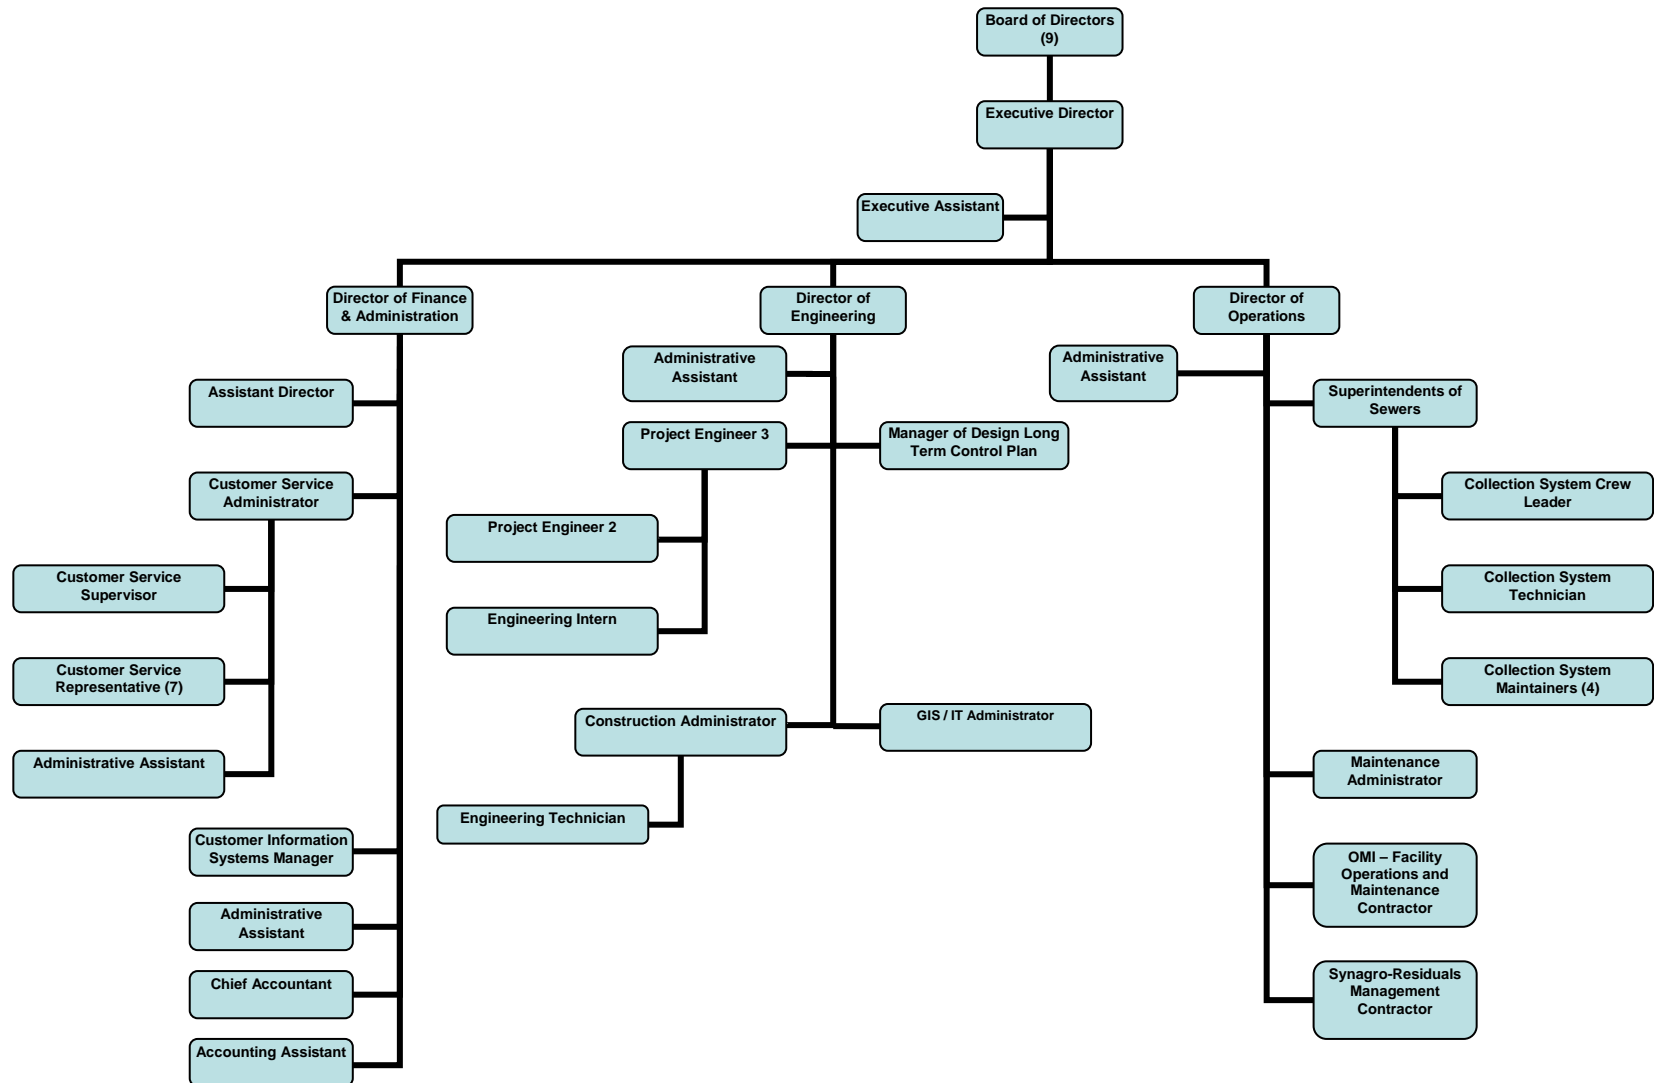 Board of Directors
(9)
Executive Director
Executive Assistant
Director of Finance
& Administration
Director of
Engineering
Director of
Operations
Administrative
Assistant
Administrative
Assistant
Assistant Director
Superintendents of
Sewers
Project Engineer 3
Manager of Design Long
Term Control Plan
Customer Service
Administrator
Collection System Crew
Leader
Project Engineer 2
Customer Service
Supervisor
Collection System
Technician
Engineering Intern
Customer Service
Representative (7)
Collection System
Maintainers (4)
Construction Administrator
GIS / IT Administrator
Administrative Assistant
Maintenance
Administrator
Engineering Technician
Customer Information
Systems Manager
OMI – Facility
Operations and
Maintenance
Contractor
Administrative
Assistant
Chief Accountant
Synagro-Residuals
Management
Contractor
Accounting Assistant